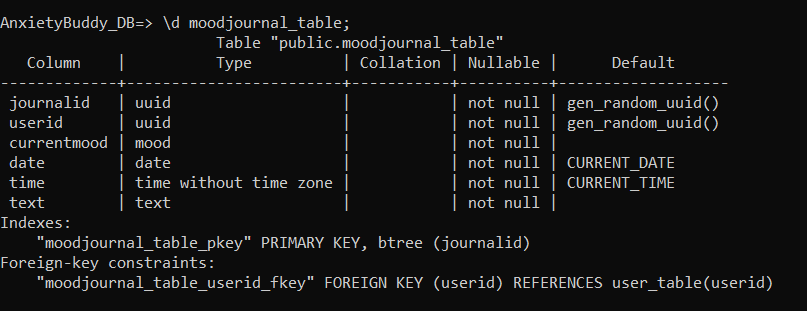 AnxietyBuddy_DB=> \d moodjournal_table;
                       Table "public.moodjournal_table"
   Column    |          Type          | Collation | Nullable |      Default
-------------+------------------------+-----------+----------+-------------------
 journalid   | uuid                   |           | not null | gen_random_uuid()
 userid      | uuid                   |           | not null | gen_random_uuid()
 currentmood | mood                   |           | not null |
 date        | date                   |           | not null | CURRENT_DATE
 time        | time without time zone |           | not null | CURRENT_TIME
 text        | text                   |           | not null |
Indexes:
    "moodjournal_table_pkey" PRIMARY KEY, btree (journalid)
Foreign-key constraints:
    "moodjournal_table_userid_fkey" FOREIGN KEY (userid) REFERENCES user_table(userid)